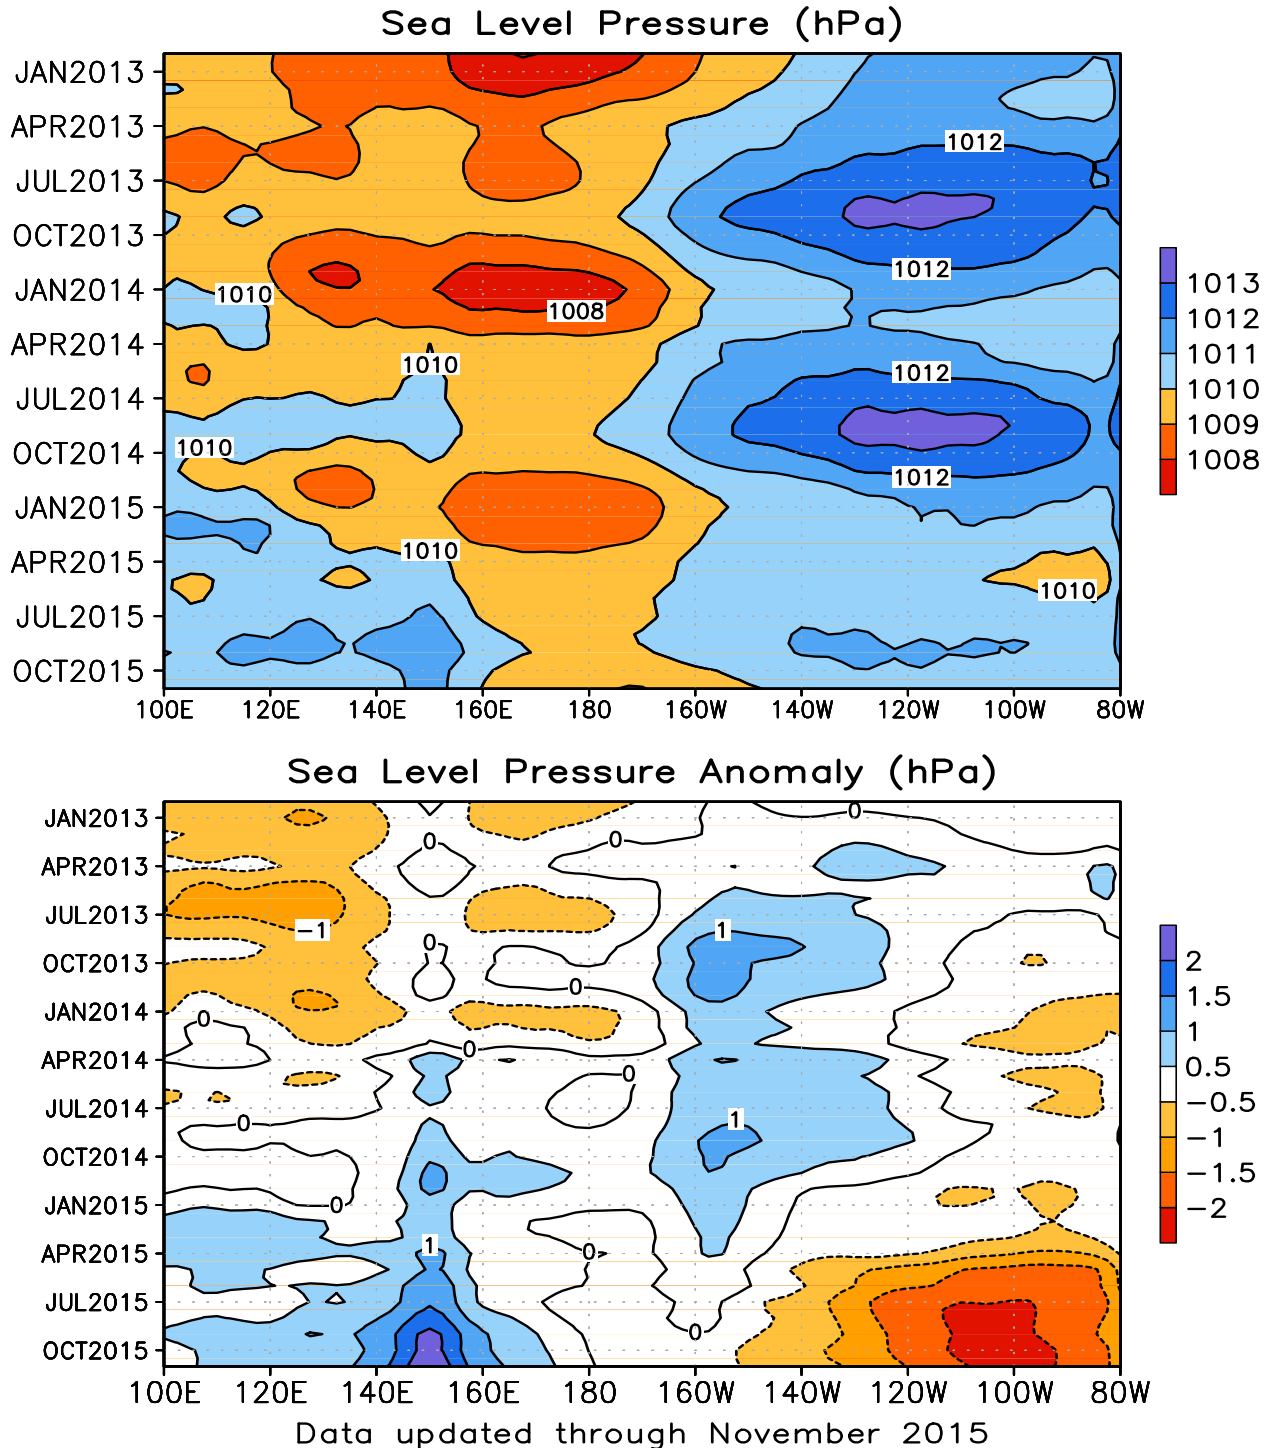 Sea Level Pressure (hPa)
JAN2013
APR2013
JUL2013
OCT2013
JAN2014
APR2014
JUL2014
OCT2014
JAN2015
APR2015
JUL2015
OCT2015
1012
1012
1010
1008
1010
1012
1010
1012
1010
1010
100E 120E 140E 160E 180 160W 140W 120W 100W 80W
1013
1012
1011
1010
1009
1008
Sea Level Pressure Anomaly (hPa)
JAN2013
APR2013
JUL2013
OCT2013
JAN2014
APR2014
JUL2014
OCT2014
JAN2015
APR2015
JUL2015
OCT2015
0
0
0
-1
1
0
0
0
0
0
0
1
0
1
0
0
100E 120E 140E 160E 180 160W 140W 120W 100W 80W
2
1.5
1
0.5
-0.5
-1
-1.5
-2
Data updated through November 2015